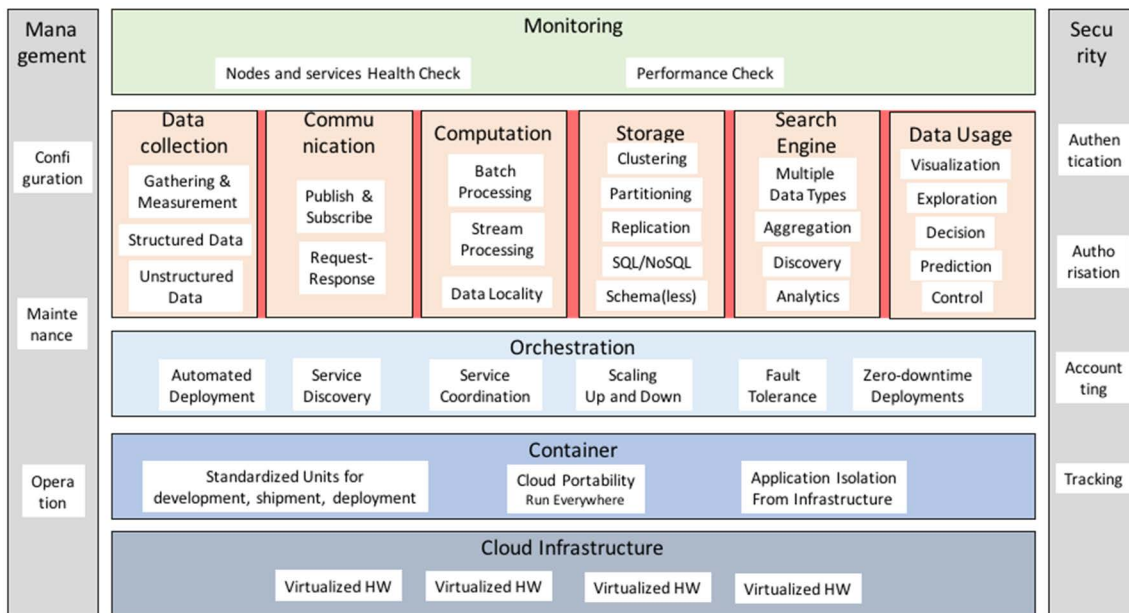 Mana
gement
Confi
guration
Mainte
nance
Opera
tion
Monitoring
Nodes and services Health Check
Performance Check
Data
collection
Gathering &
Measurement
Structured Data
Unstructured
Data
Commu
nication
Publish &
Subscribe
Request-
Response
Computation
Batch
Processing
Stream
Processing
Data Locality
Storage
Clustering
Partitioning
Replication
SQL/NoSQL
Schema(less)
Search
Engine
Multiple
Data Types
Aggregation
Discovery
Analytics
Data Usage
Visualization
Exploration
Decision
Prediction
Control
Orchestration
Automated
Deployment
Service
Discovery
Service
Coordination
Scaling
Up and Down
Fault
Tolerance
Zero-downtime
Deployments
Container
Standardized Units for
development, shipment, deployment
Cloud Portability
Run Everywhere
Application Isolation
From Infrastructure
Cloud Infrastructure
Virtualized HW
Virtualized HW
Virtualized HW
Virtualized HW
Secu
rity
Authen
tication
Autho
risation
Account
ting
Tracking